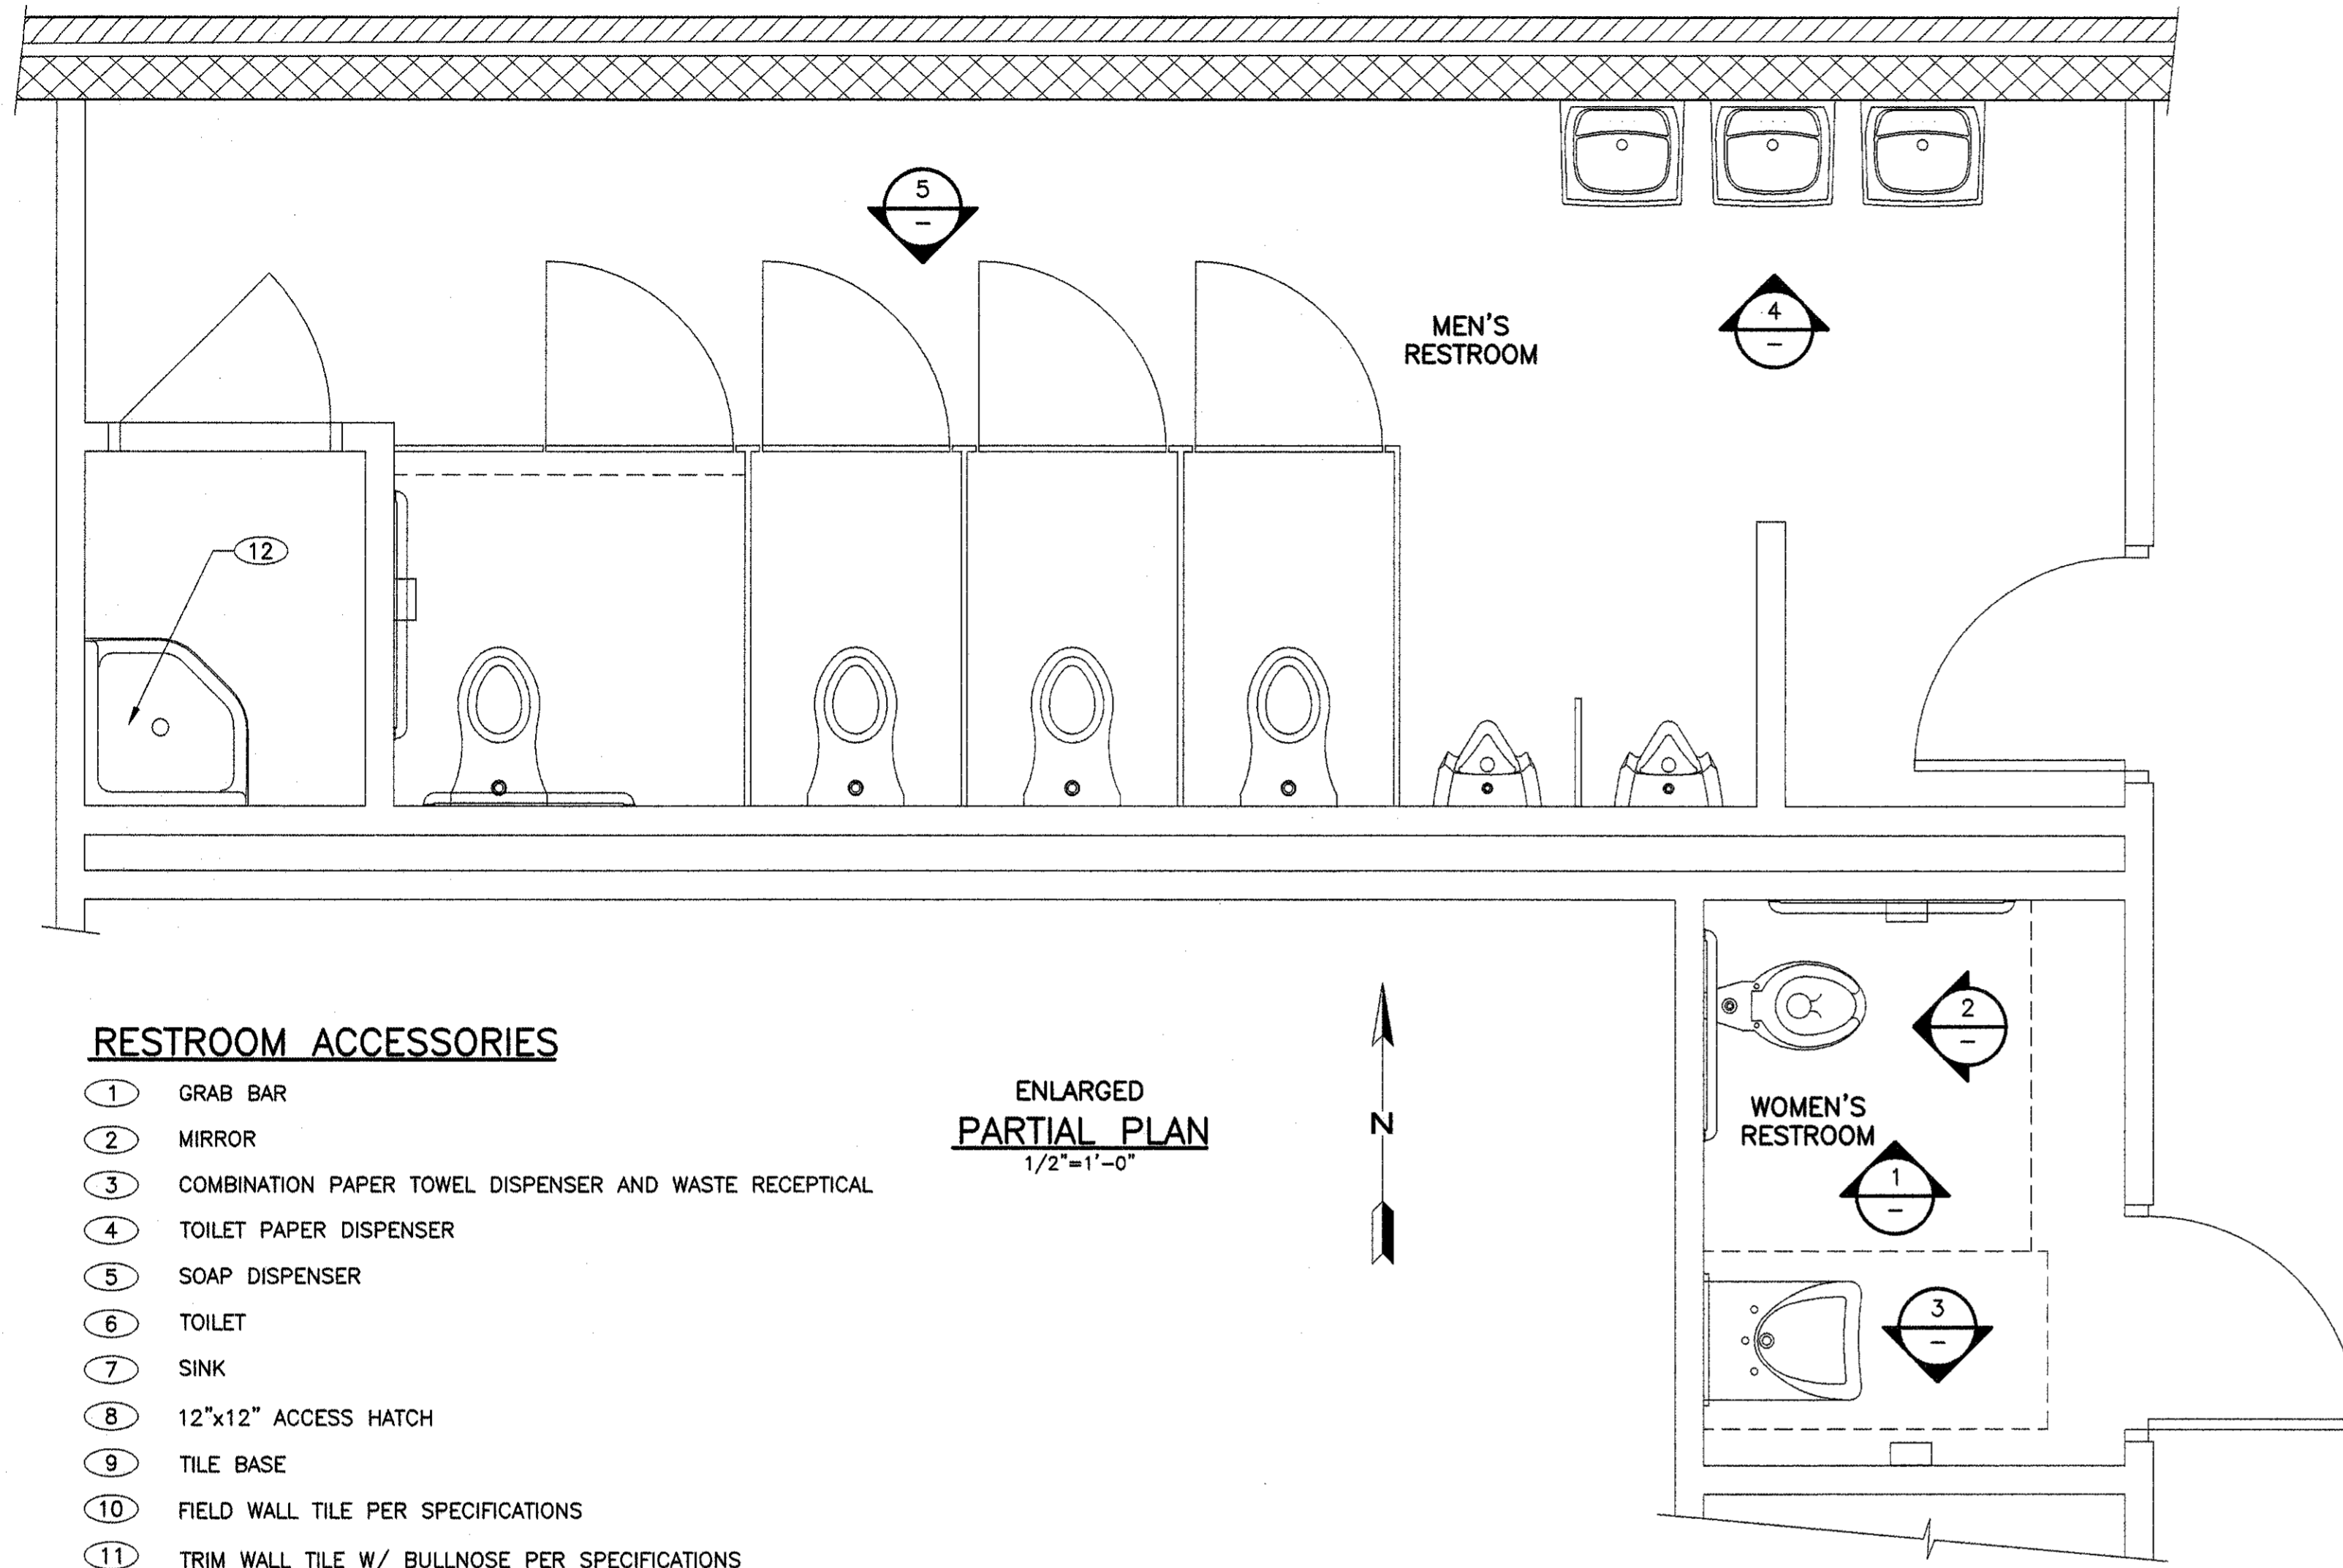 5
–
4
–
MEN'S
RESTROOM
12
2
–
WOMEN'S
RESTROOM
1
–
3
–
RESTROOM ACCESSORIES
1 GRAB BAR
2 MIRROR
3 COMBINATION PAPER TOWEL DISPENSER AND WASTE RECEPTICAL
4 TOILET PAPER DISPENSER
5 SOAP DISPENSER
6 TOILET
7 SINK
8 12"x12" ACCESS HATCH
9 TILE BASE
10 FIELD WALL TILE PER SPECIFICATIONS
11 TRIM WALL TILE W/ BULLNOSE PER SPECIFICATIONS
ENLARGED
PARTIAL PLAN
1/2"=1'-0"
N